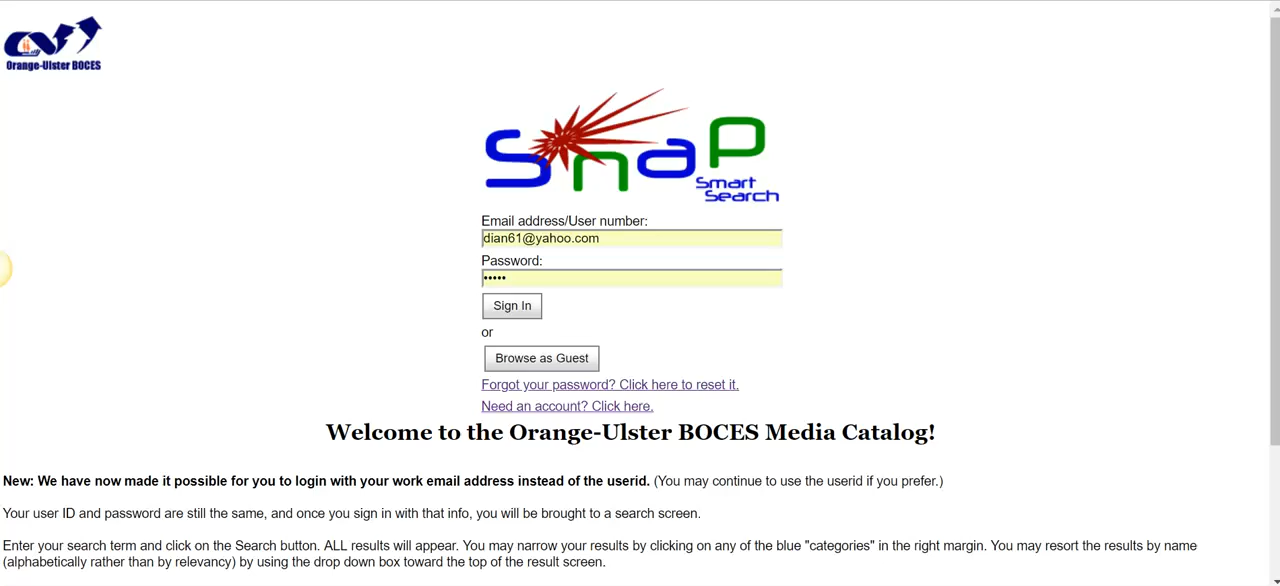 Orange-Ulster BOCES
Snap
Smart
Search
Email address/User number:
dian61@yahoo.com
Password:
•••••
Sign In
or
Browse as Guest
Forgot your password? Click here to reset it.
Need an account? Click here.
Welcome to the Orange-Ulster BOCES Media Catalog!
New: We have now made it possible for you to login with your work email address instead of the userid. (You may continue to use the userid if you prefer.)
Your user ID and password are still the same, and once you sign in with that info, you will be brought to a search screen.
Enter your search term and click on the Search button. ALL results will appear. You may narrow your results by clicking on any of the blue "categories" in the right margin. You may resort the results by name
(alphabetically rather than by relevancy) by using the drop down box toward the top of the result screen.